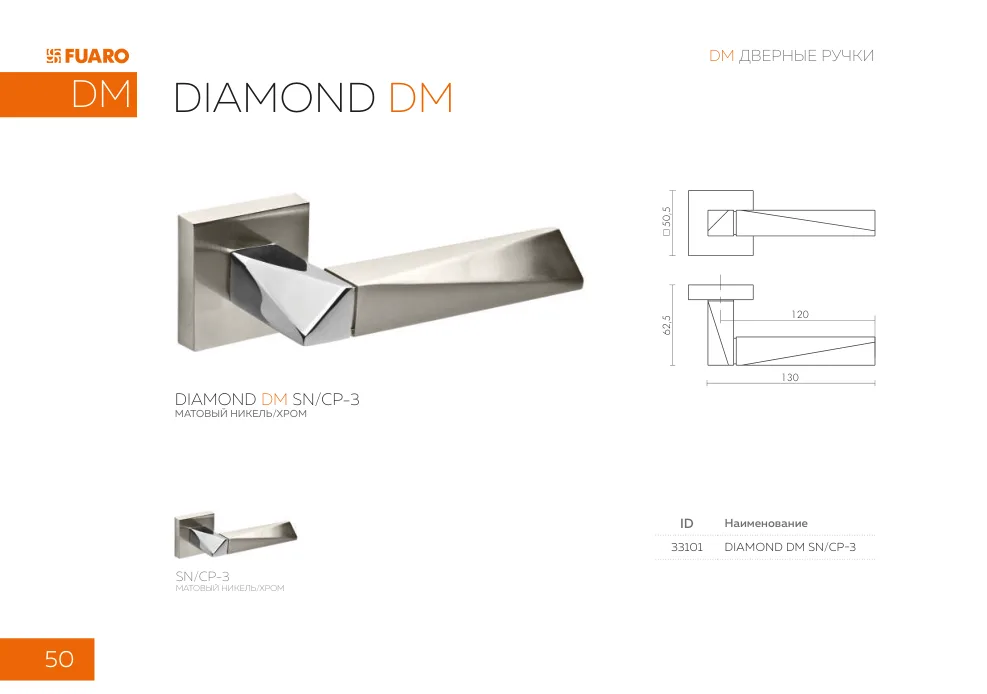 FUARO
DM ДВЕРНЫЕ РУЧКИ
DM
DIAMOND DM
□ 50,5
62,5
120
130
DIAMOND DM SN/CP-3
МАТОВЫЙ НИКЕЛЬ/ХРОМ
SN/CP-3
МАТОВЫЙ НИКЕЛЬ/ХРОМ
ID Наименование
33101 DIAMOND DM SN/CP-3
50